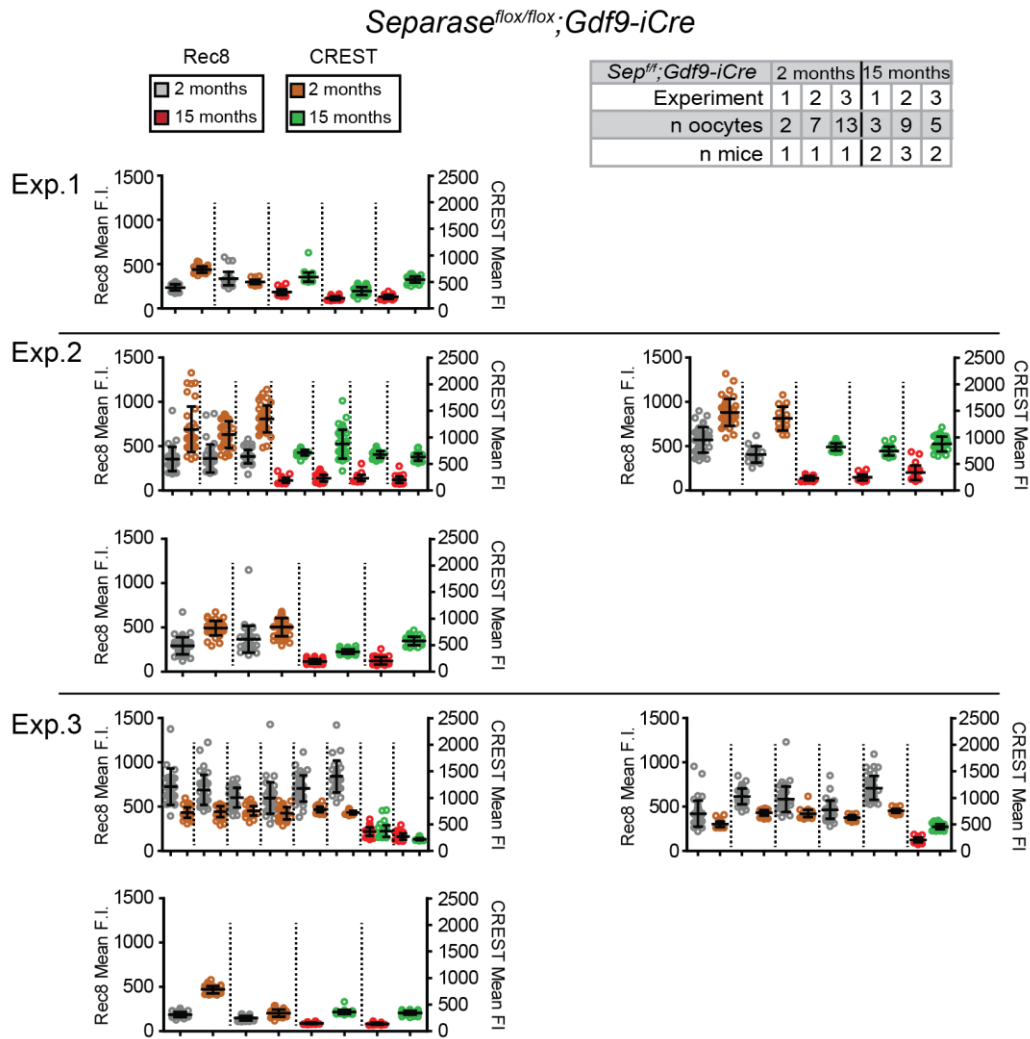 Separaseflox/flox;Gdf9-iCre
Rec8 CREST
2 months 2 months
15 months 15 months
Sepf/f;Gdf9-iCre 2 months 15 months
Experiment 1 2 3 1 2 3
n oocytes 2 7 13 3 9 5
n mice 1 1 1 2 3 2
Exp.1
Rec8 Mean F.I.
1500
1000
500
0
2500
2000
1500
1000
500
0
CREST Mean FI
Exp.2
Rec8 Mean F.I.
1500
1000
500
0
2500
2000
1500
1000
500
0
CREST Mean FI
Rec8 Mean F.I.
1500
1000
500
0
2500
2000
1500
1000
500
0
CREST Mean FI
Rec8 Mean F.I.
1500
1000
500
0
2500
2000
1500
1000
500
0
CREST Mean FI
Exp.3
Rec8 Mean F.I.
1500
1000
500
0
2500
2000
1500
1000
500
0
CREST Mean FI
Rec8 Mean F.I.
1500
1000
500
0
2500
2000
1500
1000
500
0
CREST Mean FI
Rec8 Mean F.I.
1500
1000
500
0
2500
2000
1500
1000
500
0
CREST Mean FI